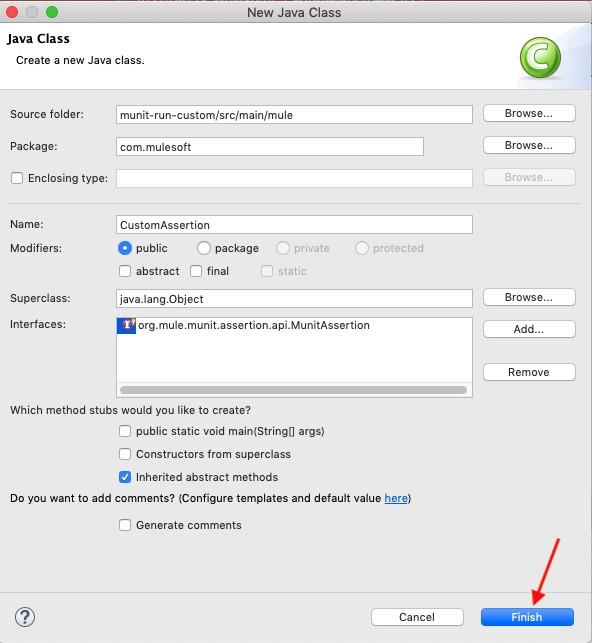 New Java Class
Java Class
Create a new Java class.
C
Source folder: munit-run-custom/src/main/mule Browse...
Package: com.mulesoft Browse...
Enclosing type: Browse...
Name: CustomAssertion
Modifiers: public package private protected
abstract final static
Superclass: java.lang.Object Browse...
Interfaces: I org.mule.munit.assertion.api.MunitAssertion Add...
Remove
Which method stubs would you like to create?
public static void main(String[] args)
Constructors from superclass
Inherited abstract methods
Do you want to add comments? (Configure templates and default value here)
Generate comments
? Cancel Finish